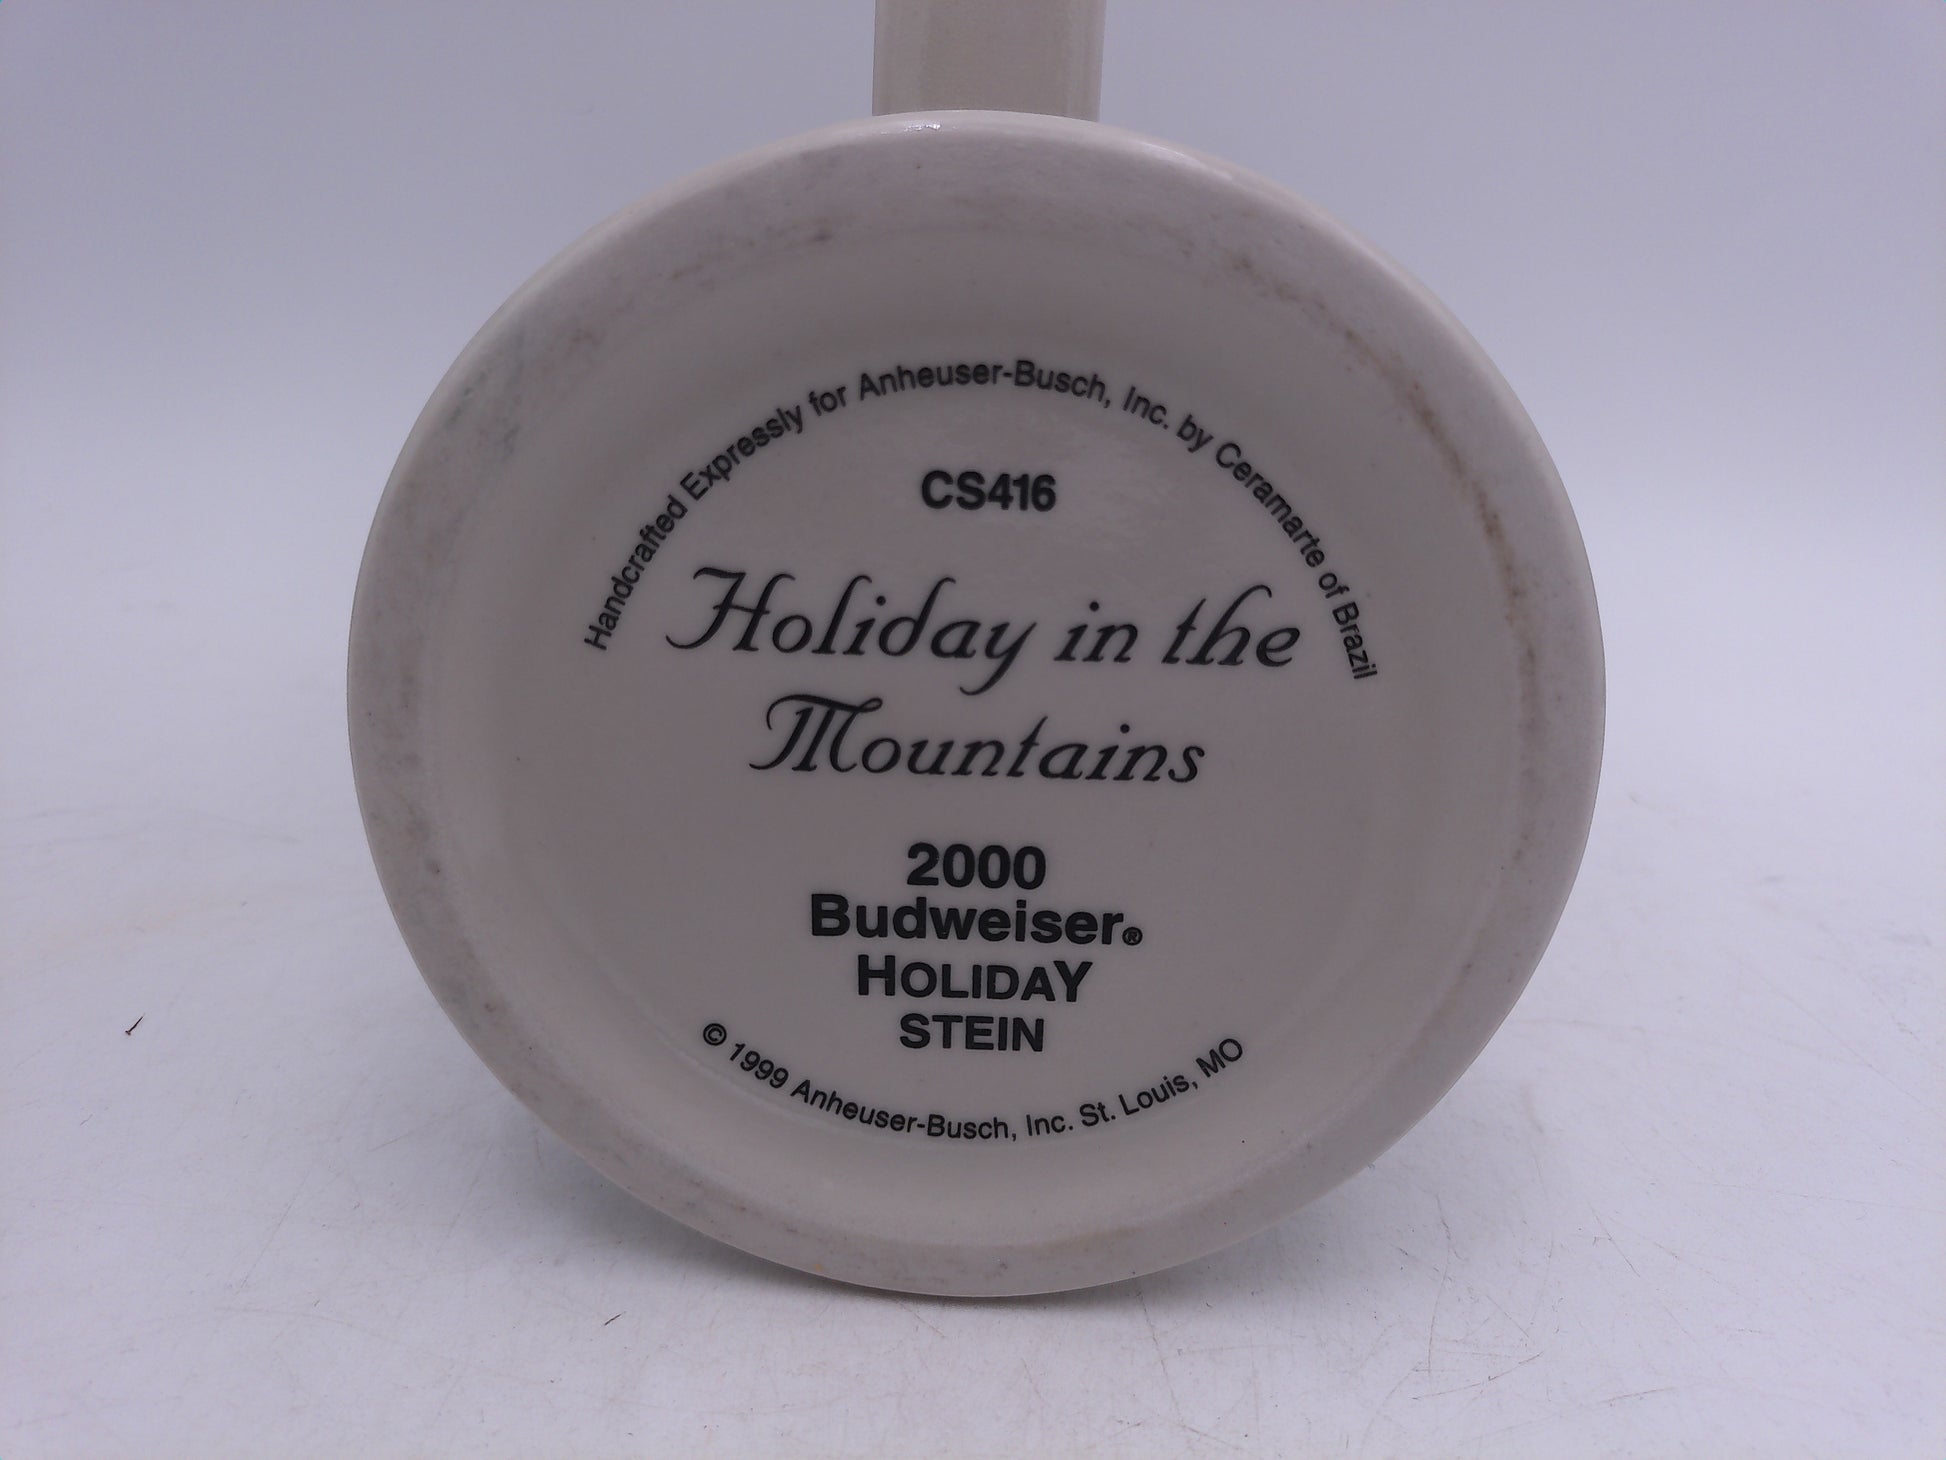 Handcrafted Expressly for Anheuser-Busch, Inc. by Ceramarte of Brazil
CS416
Holiday in the
Mountains
2000
Budweiser®
HOLIDAY
STEIN
© 1999 Anheuser-Busch, Inc. St. Louis, MO